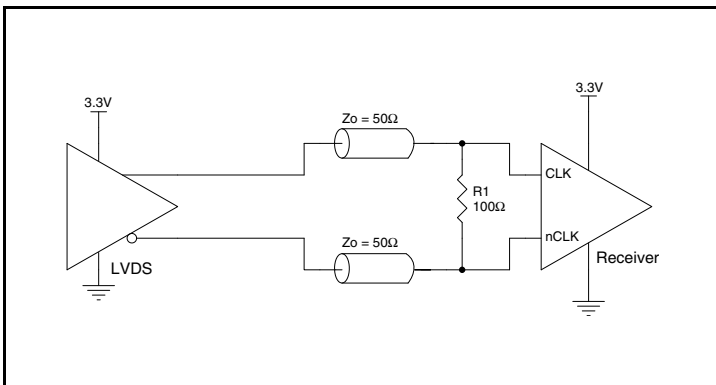 3.3V
3.3V
Zo = 50Ω
CLK
R1
100Ω
Zo = 50Ω
nCLK
LVDS
Receiver